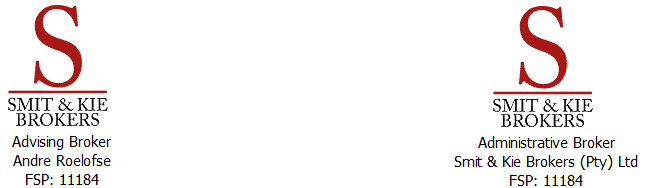 S
SMIT & KIE
BROKERS
Advising Broker
Andre Roelofse
FSP: 11184
S
SMIT & KIE
BROKERS
Administrative Broker
Smit & Kie Brokers (Pty) Ltd
FSP: 11184